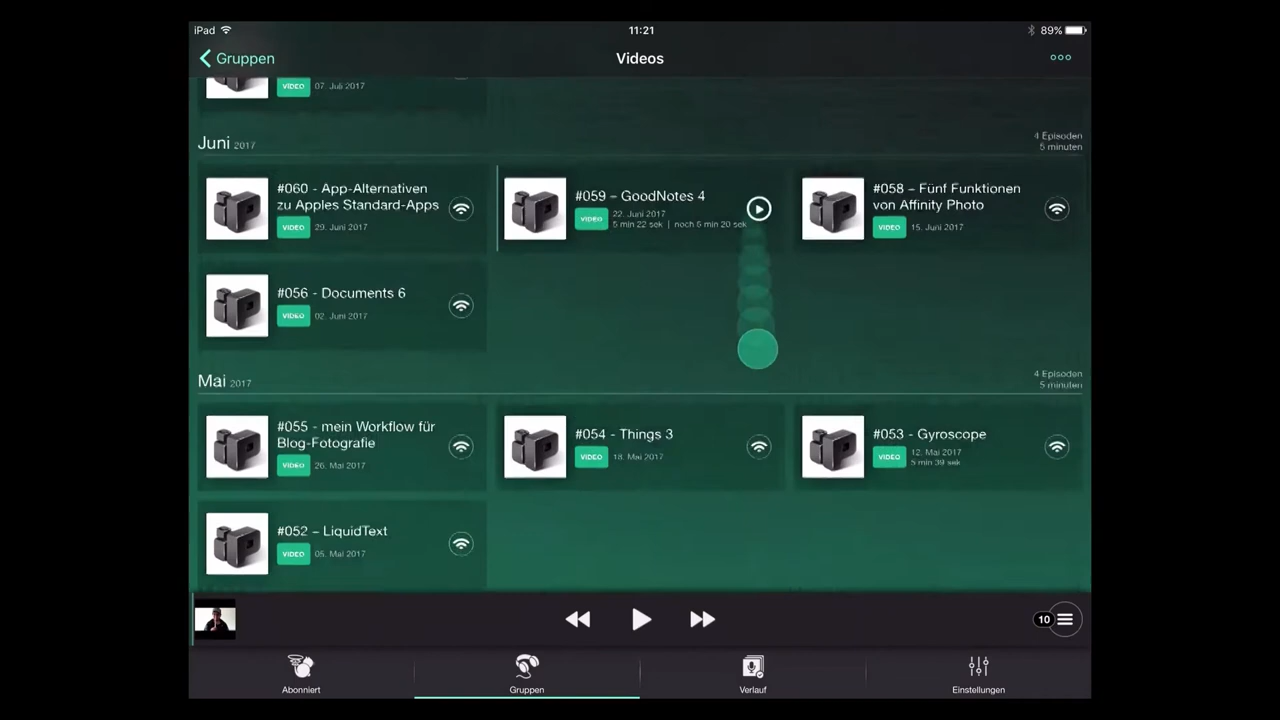 iPad 11:21 89%
Gruppen Videos
VIDEO 07. Juli 2017
Juni 2017
4 Episoden
5 minuten
#060 - App-Alternativen
zu Apples Standard-Apps
VIDEO 29. Juni 2017
#059 – GoodNotes 4
VIDEO 22. Juni 2017
5 min 22 sek | noch 5 min 20 sek
#058 – Fünf Funktionen
von Affinity Photo
VIDEO 15. Juni 2017
#056 - Documents 6
VIDEO 02. Juni 2017
Mai 2017
4 Episoden
5 minuten
#055 - mein Workflow für
Blog-Fotografie
VIDEO 26. Mai 2017
#054 - Things 3
VIDEO 18. Mai 2017
#053 - Gyroscope
VIDEO 12. Mai 2017
5 min 39 sek
#052 – LiquidText
VIDEO 05. Mai 2017
10
Abonniert Gruppen Verlauf Einstellungen